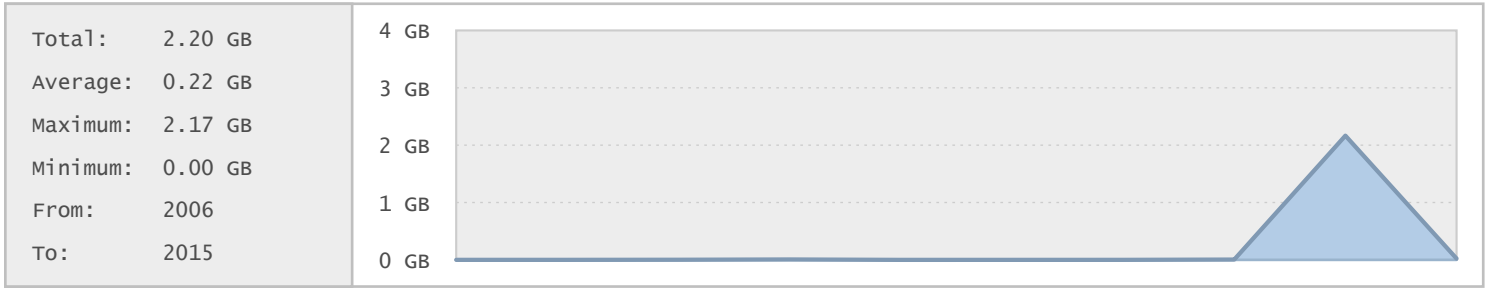 Total: 2.20 GB
Average: 0.22 GB
Maximum: 2.17 GB
Minimum: 0.00 GB
From: 2006
To: 2015
4 GB
3 GB
2 GB
1 GB
0 GB